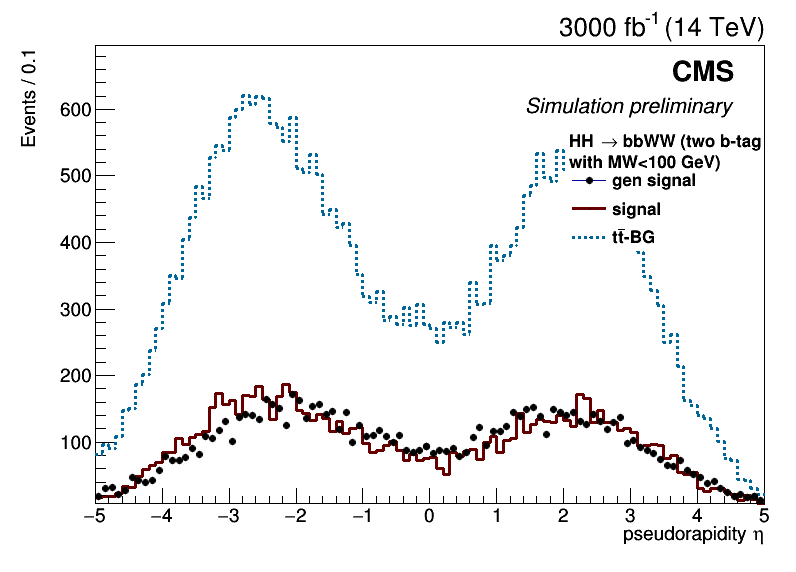 3000 fb-1 (14 TeV)
CMS
Simulation preliminary
HH → bbWW (two b-tag
with MW<100 GeV)
gen signal
signal
tt̄-BG
Events / 0.1
600
500
400
300
200
100
−5 −4 −3 −2 −1 0 1 2 3 4 5
pseudorapidity η